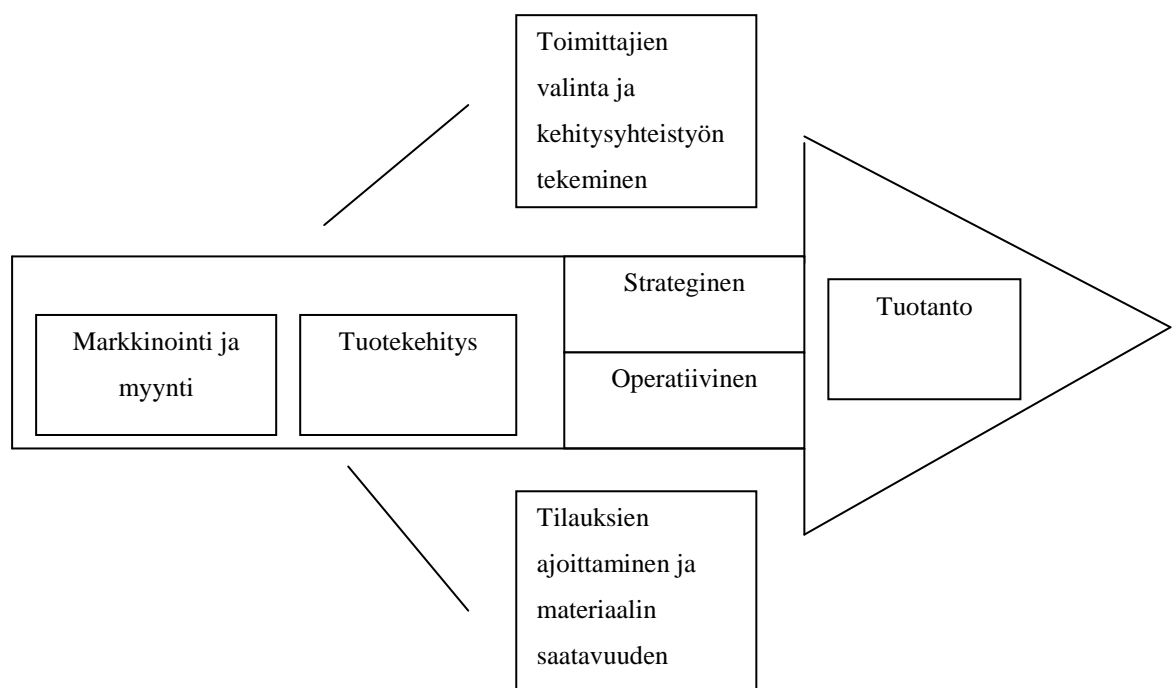 Toimittajien
valinta ja
kehitysyhteistyön
tekeminen
Strateginen
Tuotanto
Markkinointi ja
myynti
Tuotekehitys
Operatiivinen
Tilauksien
ajoittaminen ja
materiaalin
saatavuuden